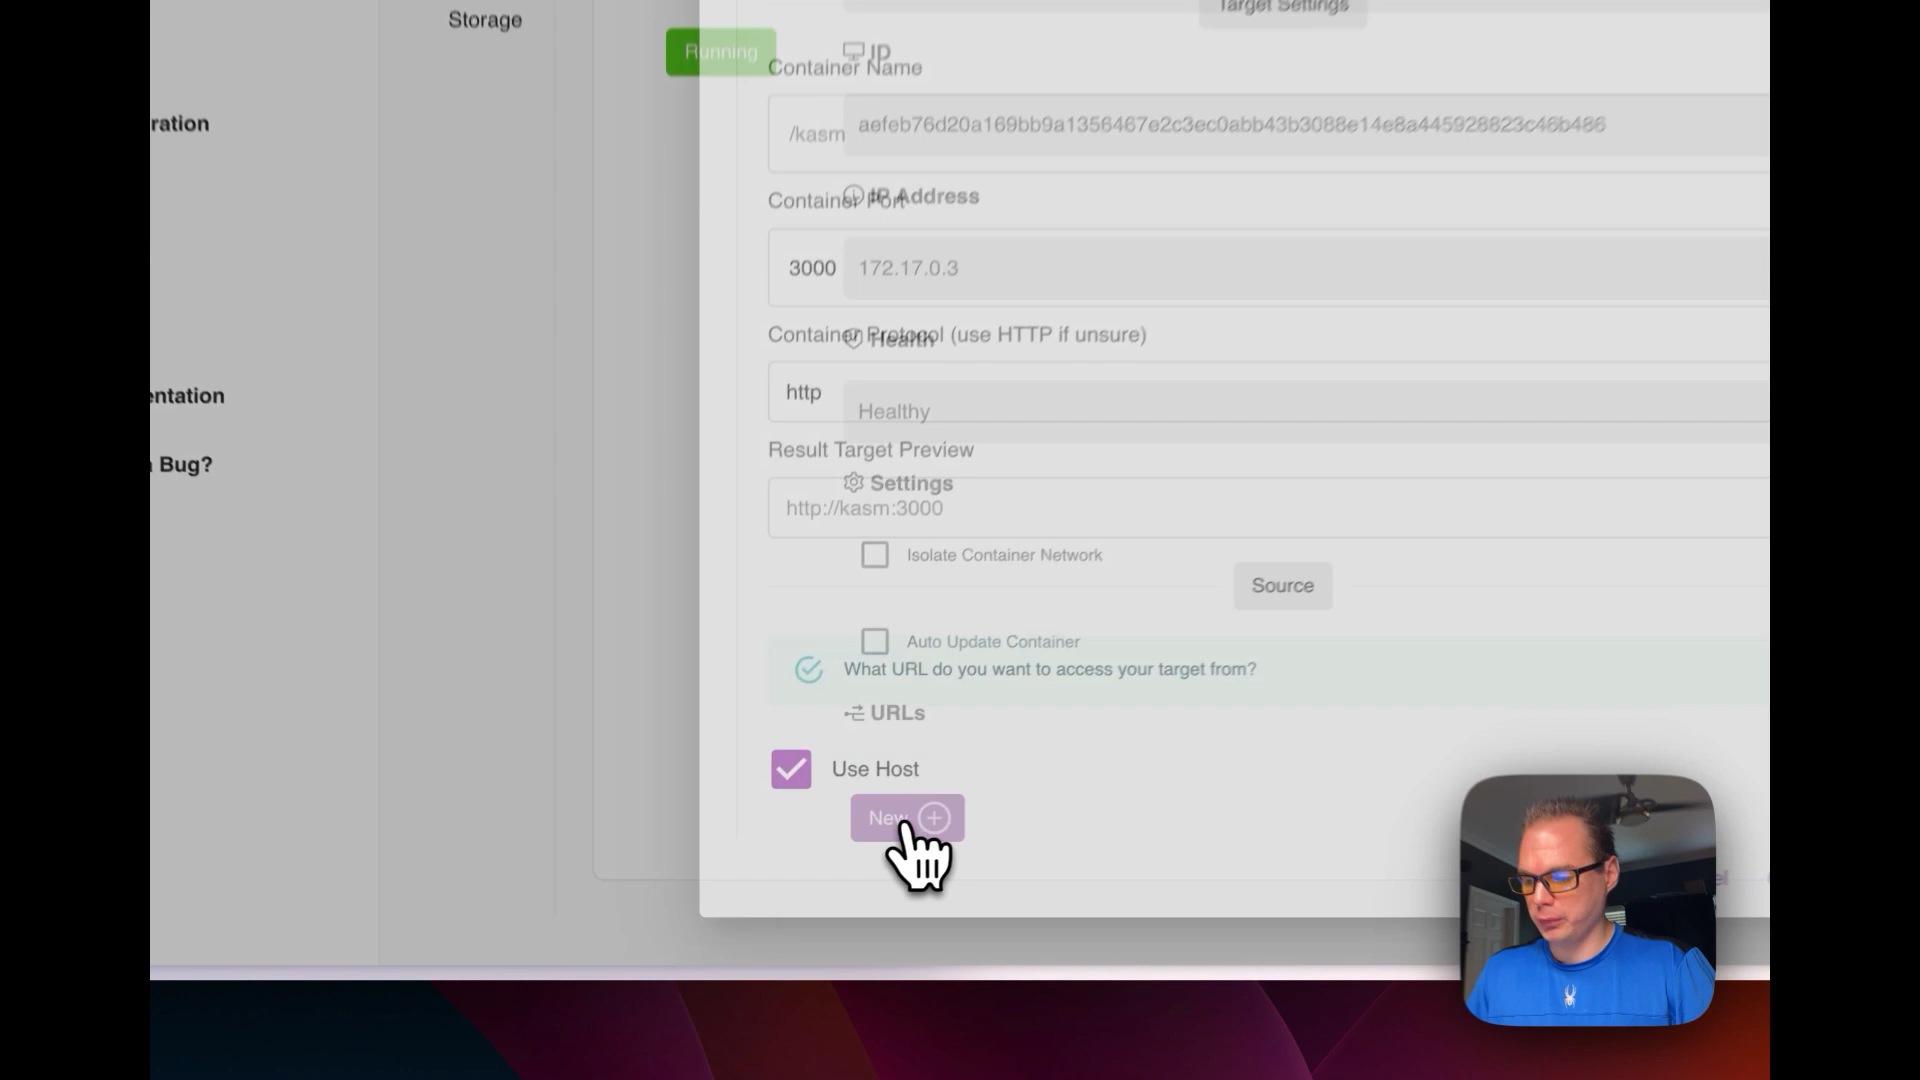 Storage
Target Settings
Running
IP
Container Name
ration
/kasm
aefeb76d20a169bb9a1356467e2c3ec0abb43b3088e14e8a445928823c46b486
IP Address
Container Port
3000
172.17.0.3
Container Protocol (use HTTP if unsure)
Health
http
entation
Healthy
Result Target Preview
Bug?
Settings
http://kasm:3000
Isolate Container Network
Source
Auto Update Container
What URL do you want to access your target from?
URLs
Use Host
New